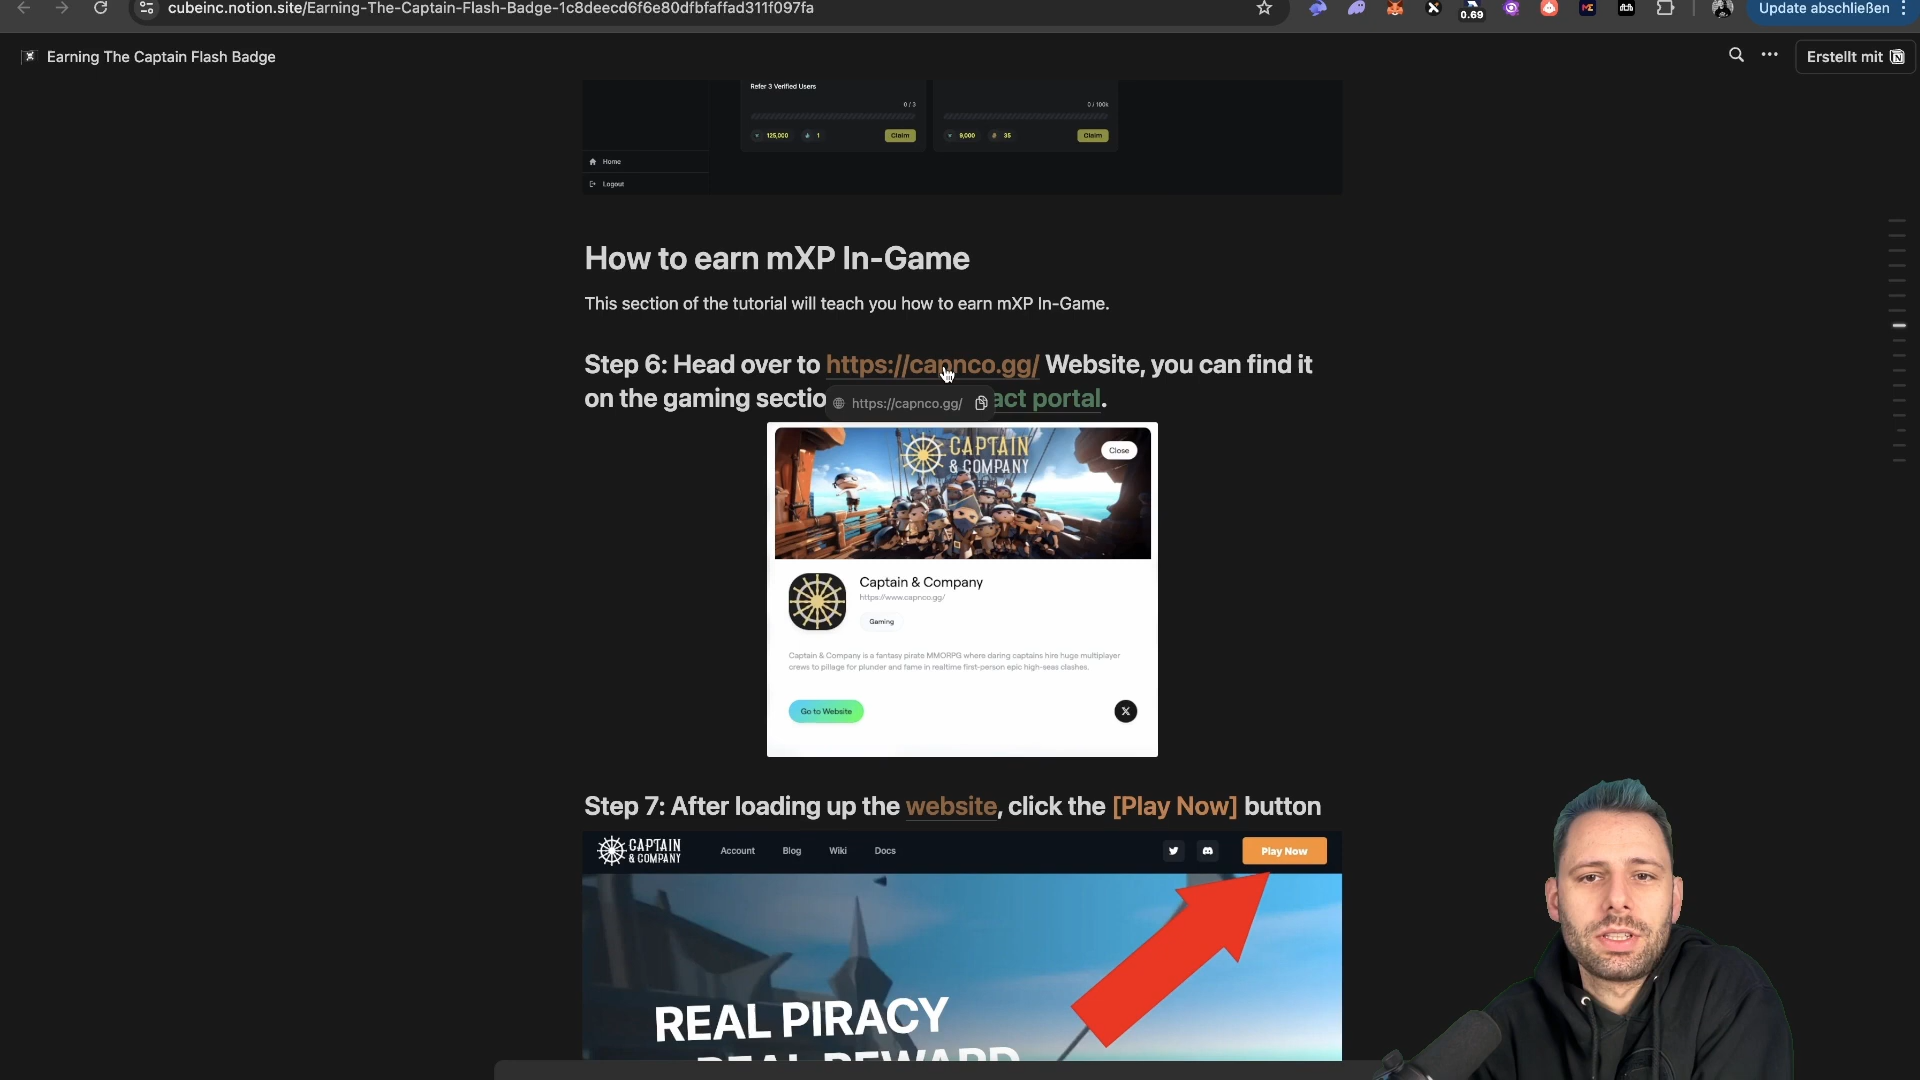 cubeinc.notion.site/Earning-The-Captain-Flash-Badge-1c8deecd6f6e80dfbfaffad311f097fa
0.69
Update abschließen
Earning The Captain Flash Badge
Erstellt mit
Refer 3 Verified Users
0 / 3
0 / 100k
125,000 1 Claim
9,000 35 Claim
Home
Logout
How to earn mXP In-Game
This section of the tutorial will teach you how to earn mXP In-Game.
Step 6: Head over to https://capnco.gg/ Website, you can find it
on the gaming sectio
https://capnco.gg/
act portal.
CAPTAIN
& COMPANY
Close
Captain & Company
https://www.capnco.gg/
Gaming
Captain & Company is a fantasy pirate MMORPG where daring captains hire huge multiplayer
crews to pillage for plunder and fame in realtime first-person epic high-seas clashes.
Go to Website
Step 7: After loading up the website, click the [Play Now] button
CAPTAIN
& COMPANY
Account Blog Wiki Docs
Play Now
REAL PIRACY
REAL REWARD